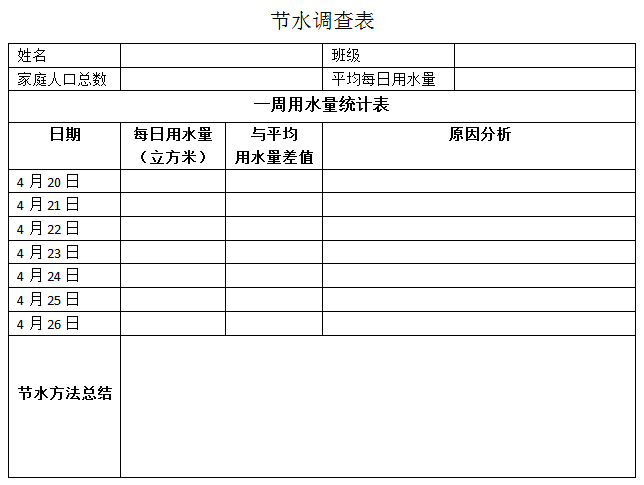 节水调查表
姓名 班级
家庭人口总数 平均每日用水量
一周用水量统计表
日期 每日用水量（立方米） 与平均用水量差值 原因分析
4 月 20 日
4 月 21 日
4 月 22 日
4 月 23 日
4 月 24 日
4 月 25 日
4 月 26 日
节水方法总结